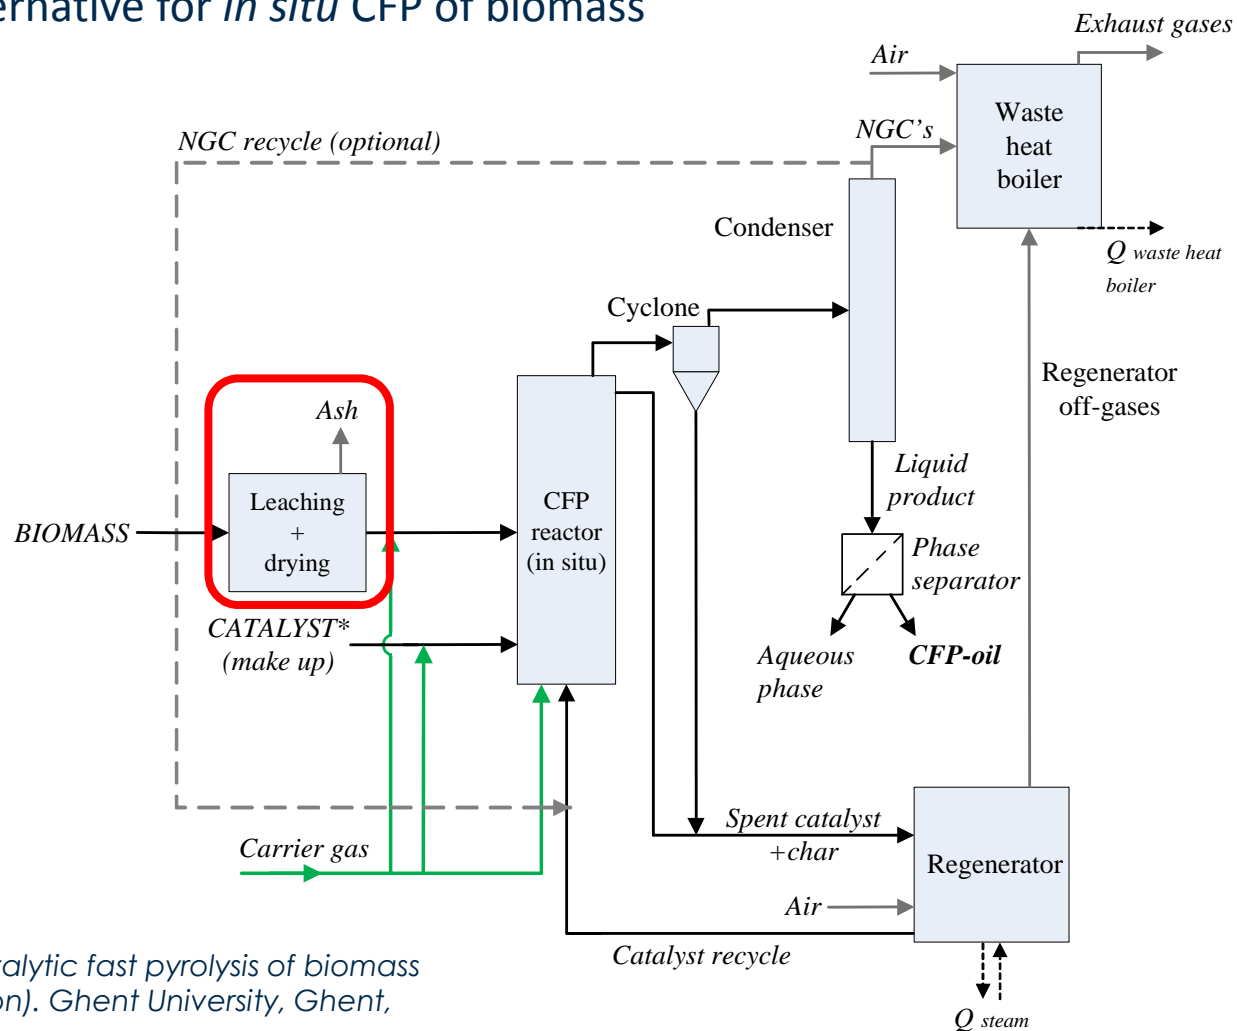 ernative for in situ CFP of biomass
Exhaust gases
Air
Waste
heat
boiler
NGC's
NGC recycle (optional)
Condenser
Q waste heat
boiler
Cyclone
Regenerator
off-gases
Ash
Leaching
+
drying
BIOMASS
CFP
reactor
(in situ)
Liquid
product
Phase
separator
CATALYST*
(make up)
Aqueous
phase
CFP-oil
Spent catalyst
+char
Carrier gas
Regenerator
Air
Catalyst recycle
talytic fast pyrolysis of biomass
on). Ghent University, Ghent,
Q steam